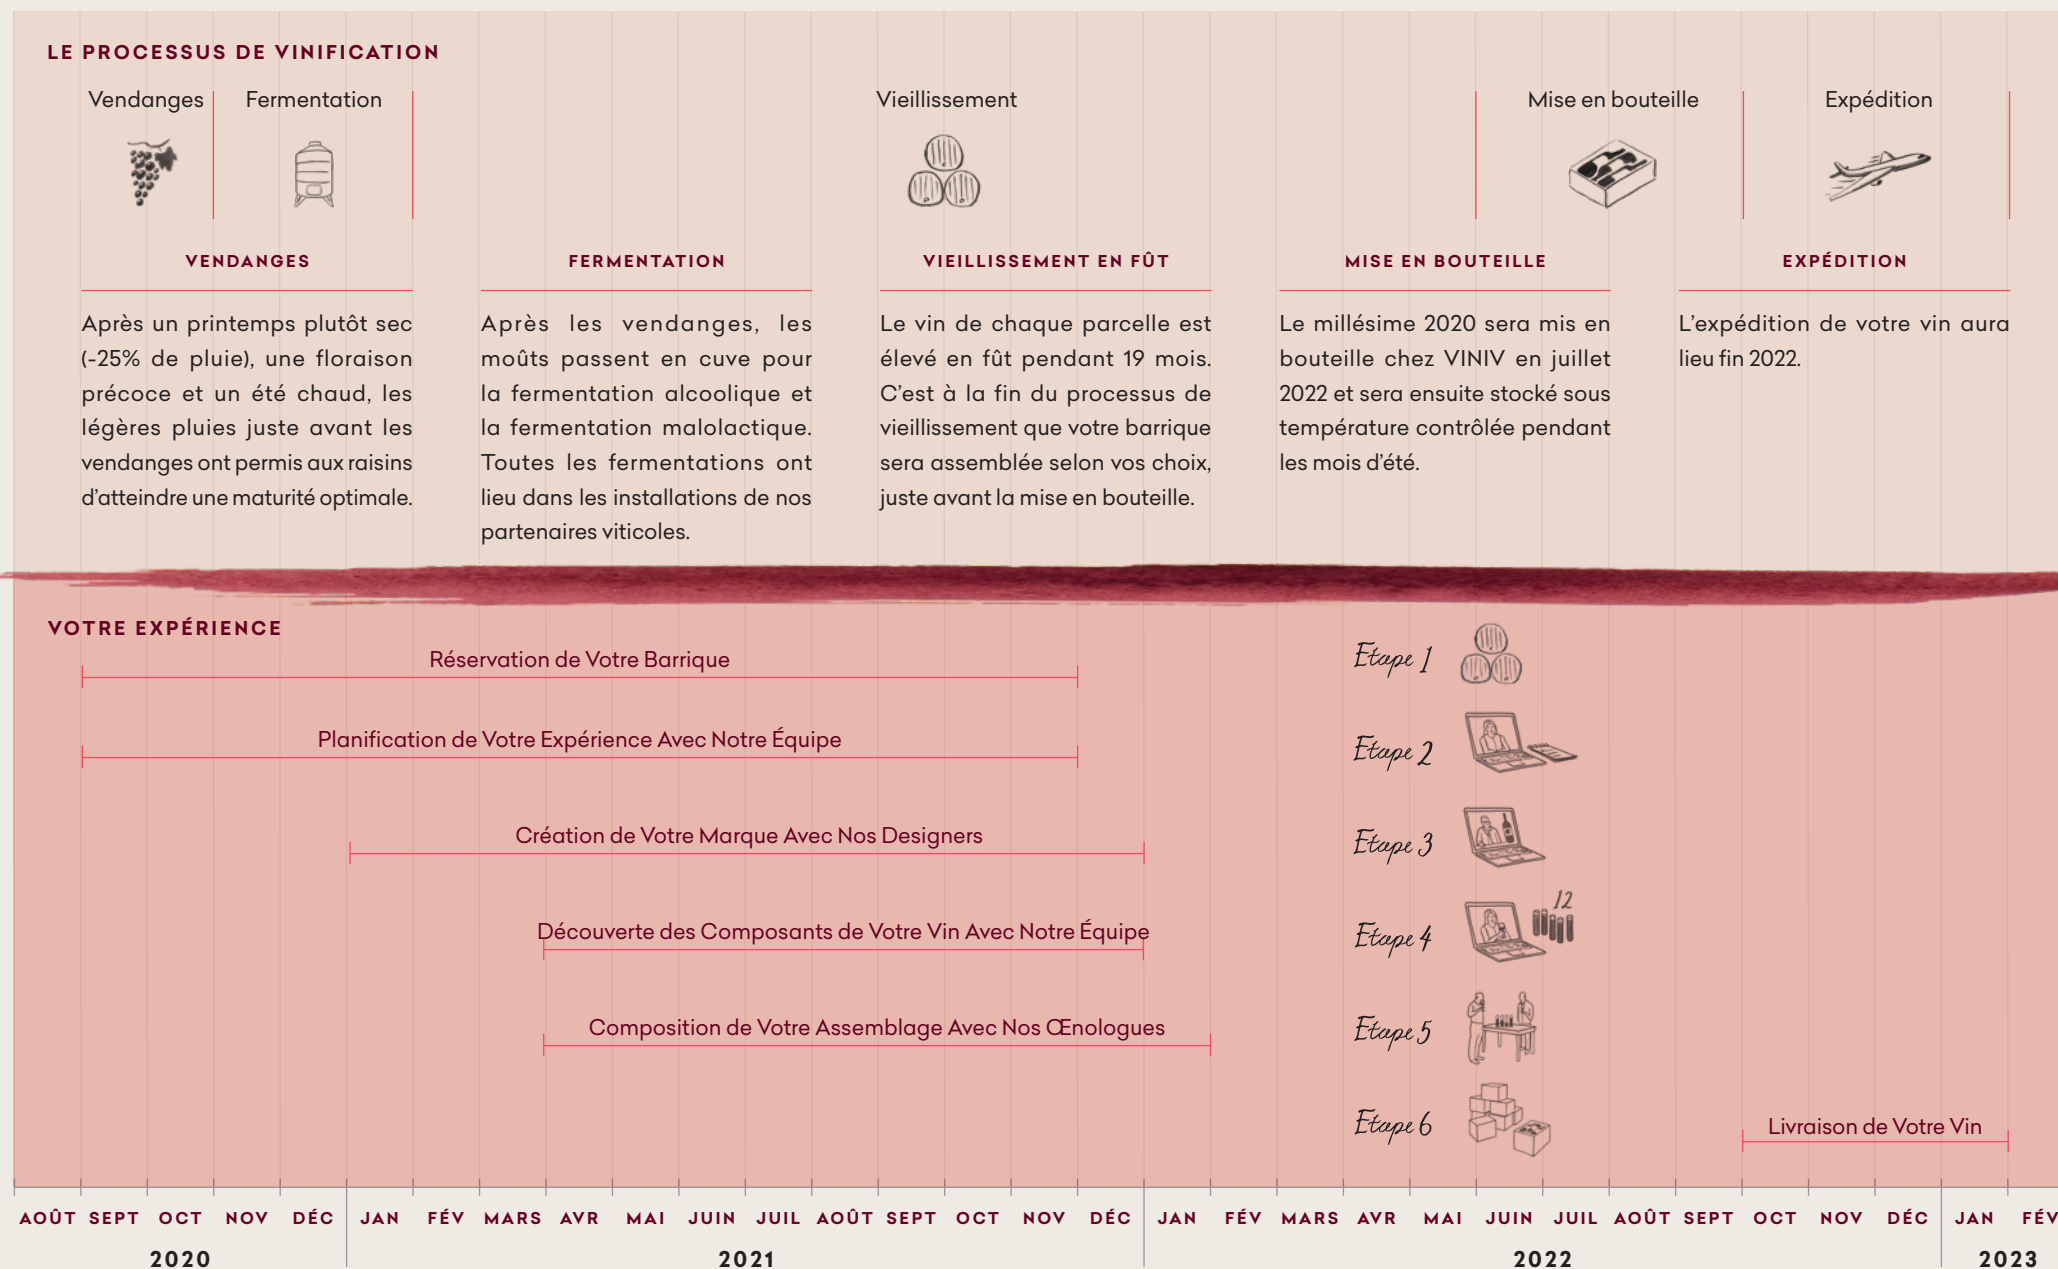 LE PROCESSUS DE VINIFICATION
Vendanges
Fermentation
Vieillissement
Mise en bouteille
Expédition
VENDANGES
Après un printemps plutôt sec
(-25% de pluie), une floraison
précoce et un été chaud, les
légères pluies juste avant les
vendanges ont permis aux raisins
d'atteindre une maturité optimale.
FERMENTATION
Après les vendanges, les
moûts passent en cuve pour
la fermentation alcoolique et
la fermentation malolactique.
Toutes les fermentations ont
lieu dans les installations de nos
partenaires viticoles.
VIEILLISSEMENT EN FÛT
Le vin de chaque parcelle est
élevé en fût pendant 19 mois.
C'est à la fin du processus de
vieillissement que votre barrique
sera assemblée selon vos choix,
juste avant la mise en bouteille.
MISE EN BOUTEILLE
Le millésime 2020 sera mis en
bouteille chez VINIV en juillet
2022 et sera ensuite stocké sous
température contrôlée pendant
les mois d'été.
EXPÉDITION
L'expédition de votre vin aura
lieu fin 2022.
VOTRE EXPÉRIENCE
Réservation de Votre Barrique
Etape 1
Planification de Votre Expérience Avec Notre Équipe
Etape 2
Création de Votre Marque Avec Nos Designers
Etape 3
Découverte des Composants de Votre Vin Avec Notre Équipe
Etape 4
12
Composition de Votre Assemblage Avec Nos Œnologues
Etape 5
Etape 6
Livraison de Votre Vin
AOÛT SEPT OCT NOV DÉC JAN FÉV MARS AVR MAI JUIN JUIL AOÛT SEPT OCT NOV DÉC JAN FÉV MARS AVR MAI JUIN JUIL AOÛT SEPT OCT NOV DÉC JAN FÉV
2020 2021 2022 2023